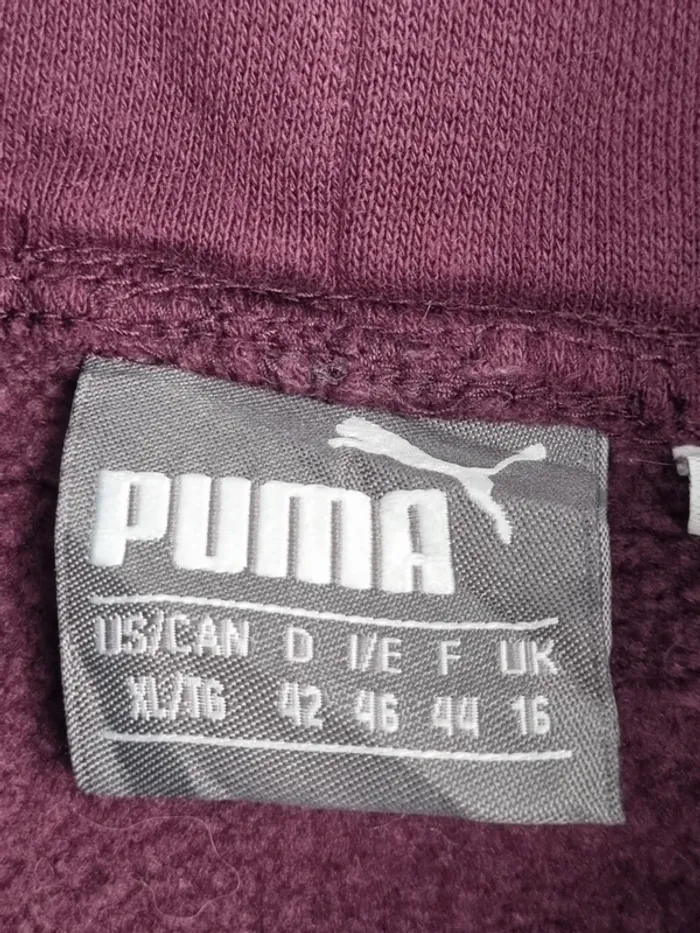 PUMA
US/CAN D I/E F UK
XL/TG 42 46 44 16